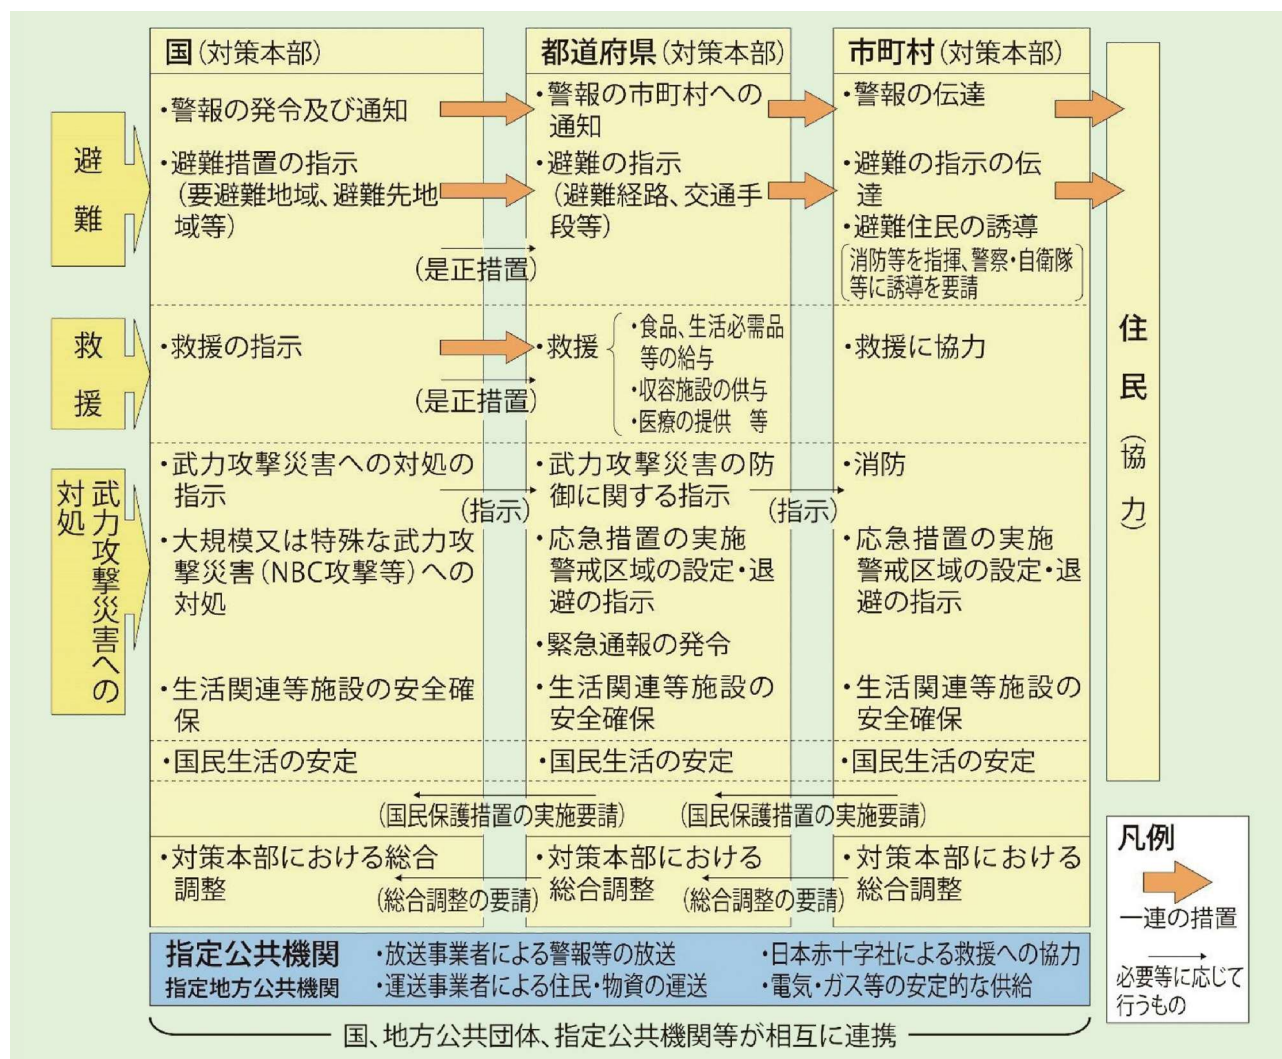 国(対策本部)
都道府県(対策本部)
市町村(対策本部)
避難
・警報の発令及び通知
・警報の市町村への
通知
・警報の伝達
・避難措置の指示
(要避難地域、避難先地
域等)
・避難の指示
(避難経路、交通手
段等)
・避難の指示の伝
達
・避難住民の誘導
消防等を指揮、警察・自衛隊
等に誘導を要請
(是正措置)
救援
・救援の指示
・救援
・食品、生活必需品
等の給与
・収容施設の供与
・医療の提供 等
・救援に協力
(是正措置)
武力攻撃災害への
対処
・武力攻撃災害への対処の
指示
(指示)
・武力攻撃災害の防
御に関する指示
(指示)
・消防
・大規模又は特殊な武力攻
撃災害(NBC攻撃等)への
対処
・応急措置の実施
警戒区域の設定・退
避の指示
・応急措置の実施
警戒区域の設定・退
避の指示
・緊急通報の発令
・生活関連等施設の安全確
保
・生活関連等施設の
安全確保
・生活関連等施設の
安全確保
・国民生活の安定
・国民生活の安定
・国民生活の安定
(国民保護措置の実施要請)
(国民保護措置の実施要請)
・対策本部における総合
調整
(総合調整の要請)
・対策本部における
総合調整
(総合調整の要請)
・対策本部における
総合調整
住民(協力)
凡例
一連の措置
必要等に応じて
行うもの
指定公共機関
指定地方公共機関
・放送事業者による警報等の放送
・運送事業者による住民・物資の運送
・日本赤十字社による救援への協力
・電気・ガス等の安定的な供給
国、地方公共団体、指定公共機関等が相互に連携